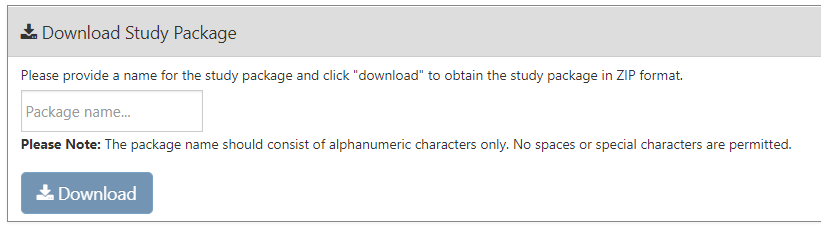 Download Study Package
Please provide a name for the study package and click "download" to obtain the study package in ZIP format.
Package name...
Please Note: The package name should consist of alphanumeric characters only. No spaces or special characters are permitted.
Download